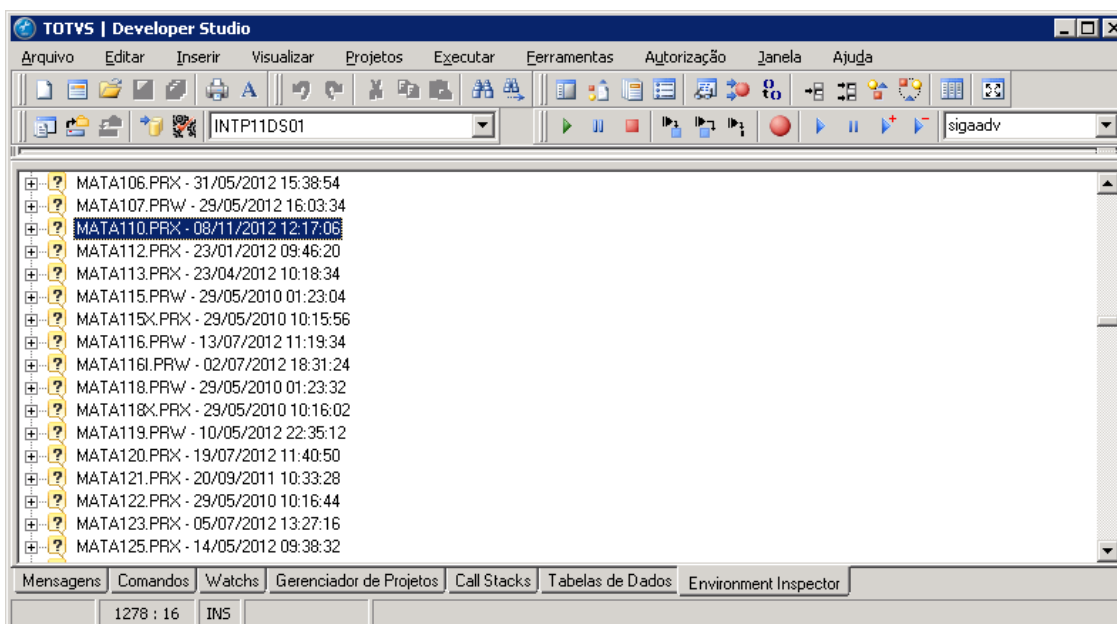 TOTVS | Developer Studio
Arquivo Editar Inserir Visualizar Projetos Executar Ferramentas Autorização Janela Ajuda
INTP11DS01 sigaadv
MATA106.PRX - 31/05/2012 15:38:54
MATA107.PRW - 29/05/2012 16:03:34
MATA110.PRX - 08/11/2012 12:17:06
MATA112.PRX - 23/01/2012 09:46:20
MATA113.PRX - 23/04/2012 10:18:34
MATA115.PRW - 29/05/2010 01:23:04
MATA115X.PRX - 29/05/2010 10:15:56
MATA116.PRW - 13/07/2012 11:19:34
MATA116I.PRW - 02/07/2012 18:31:24
MATA118.PRW - 29/05/2010 01:23:32
MATA118X.PRX - 29/05/2010 10:16:02
MATA119.PRW - 10/05/2012 22:35:12
MATA120.PRX - 19/07/2012 11:40:50
MATA121.PRX - 20/09/2011 10:33:28
MATA122.PRX - 29/05/2010 10:16:44
MATA123.PRX - 05/07/2012 13:27:16
MATA125.PRX - 14/05/2012 09:38:32
Mensagens Comandos Watchs Gerenciador de Projetos Call Stacks Tabelas de Dados Environment Inspector
1278 : 16 INS